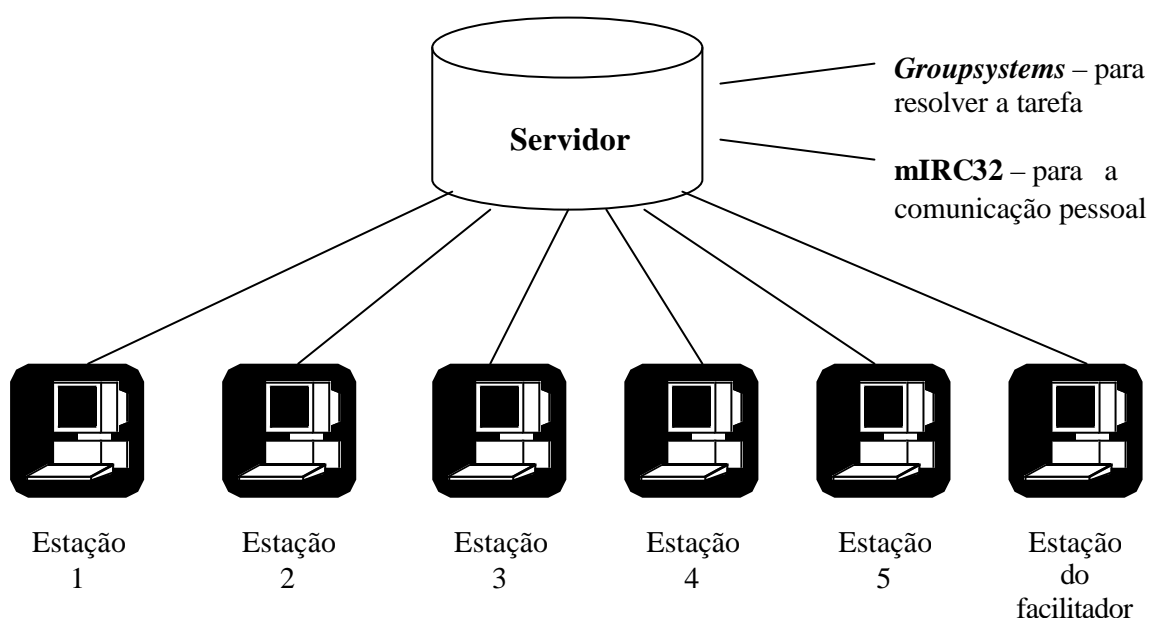 Groupsystems – para
resolver a tarefa
Servidor
mIRC32 – para a
comunicação pessoal
Estação
1
Estação
2
Estação
3
Estação
4
Estação
5
Estação
do
facilitador